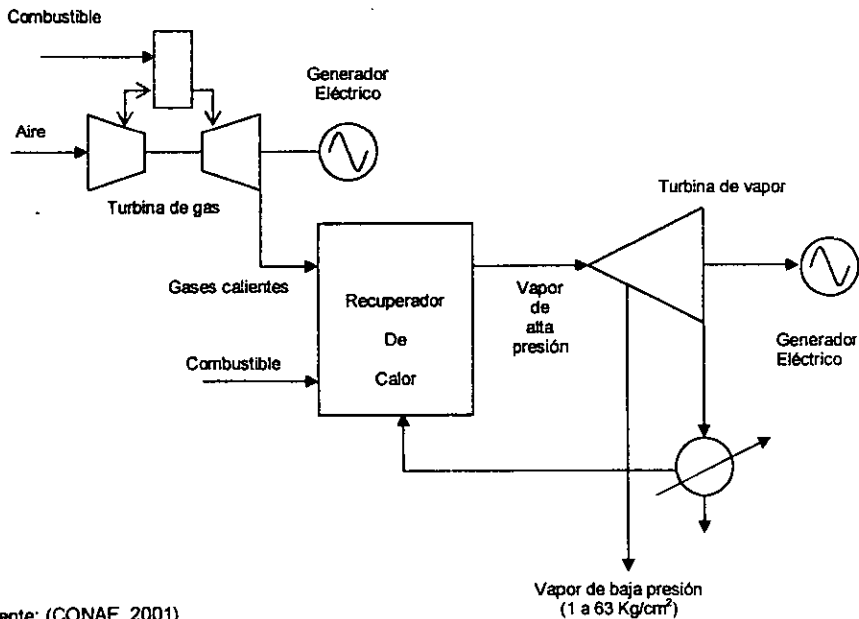 Combustible
Generador
Eléctrico
Aire
Turbina de gas
Turbina de vapor
Gases calientes
Recuperador
De
Calor
Vapor
de
alta
presión
Combustible
Generador
Eléctrico
Vapor de baja presión
(1 a 63 Kg/cm²)
ente: (CONAE, 2001)